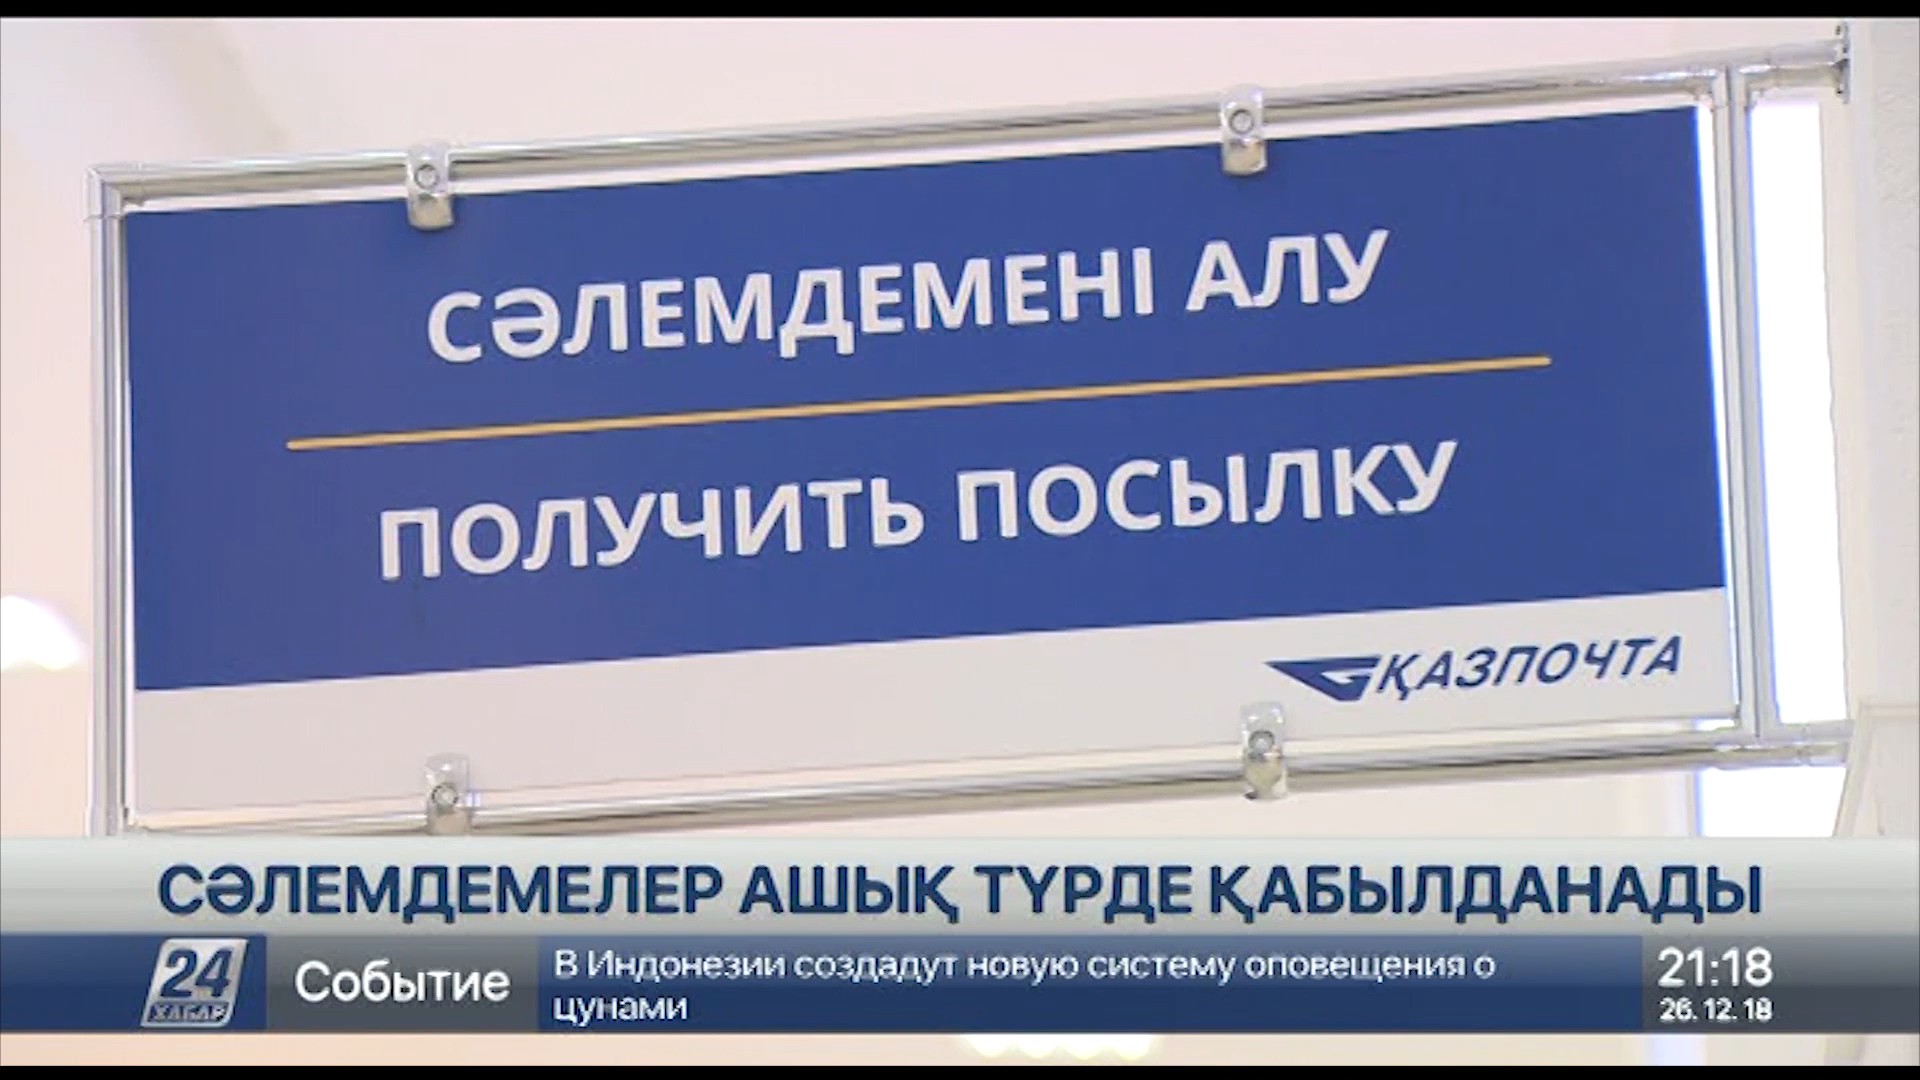 СӘЛЕМДЕМЕНІ АЛУ
ПОЛУЧИТЬ ПОСЫЛКУ
ҚАЗПОЧТА
СӘЛЕМДЕМЕЛЕР АШЫҚ ТҮРДЕ ҚАБЫЛДАНАДЫ
24
ХАБАР
Событие
В Индонезии создадут новую систему оповещения о
цунами
21:18
26.12.18